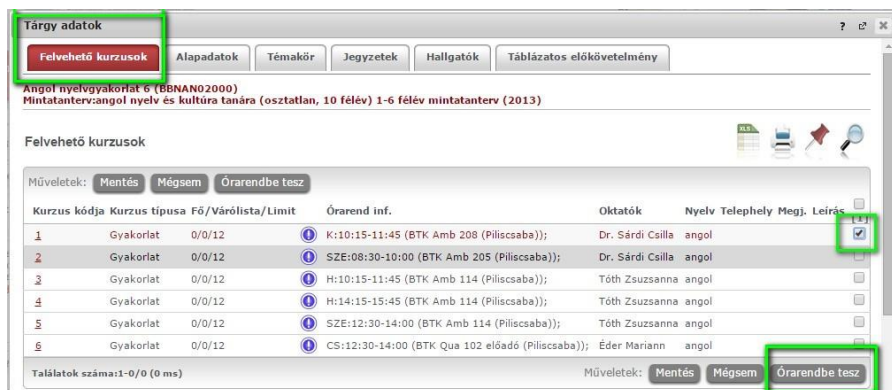 Tárgy adatok
Felvehető kurzusok Alapadatok Témakör Jegyzetek Hallgatók Táblázatos előkövetelmény
Angol nyelvgyakorlat 6 (BBNAN02000)
Mintatanterv:angol nyelv és kultúra tanára (osztatlan, 10 félév) 1-6 félév mintatanterv (2013)
Felvehető kurzusok
XLS
Műveletek: Mentés Mégsem Órarendbe tesz
Kurzus kódja Kurzus típusa Fő/Várólista/Limit Órarend inf. Oktatók Nyelv Telephely Megj. Leírás [1]
1 Gyakorlat 0/0/12 K:10:15-11:45 (BTK Amb 208 (Piliscsaba)); Dr. Sárdi Csilla angol
2 Gyakorlat 0/0/12 SZE:08:30-10:00 (BTK Amb 205 (Piliscsaba)); Dr. Sárdi Csilla angol
3 Gyakorlat 0/0/12 H:10:15-11:45 (BTK Amb 114 (Piliscsaba)); Tóth Zsuzsanna angol
4 Gyakorlat 0/0/12 H:14:15-15:45 (BTK Amb 114 (Piliscsaba)); Tóth Zsuzsanna angol
5 Gyakorlat 0/0/12 SZE:12:30-14:00 (BTK Amb 114 (Piliscsaba)); Tóth Zsuzsanna angol
6 Gyakorlat 0/0/12 CS:12:30-14:00 (BTK Qua 102 előadó (Piliscsaba)); Éder Mariann angol
Találatok száma:1-0/0 (0 ms) Műveletek: Mentés Mégsem Órarendbe tesz